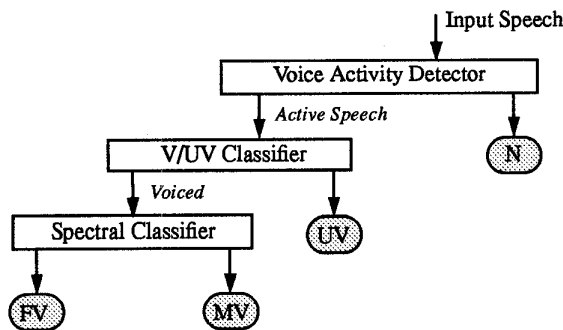 Input Speech
Voice Activity Detector
Active Speech
N
V/UV Classifier
Voiced
UV
Spectral Classifier
FV
MV